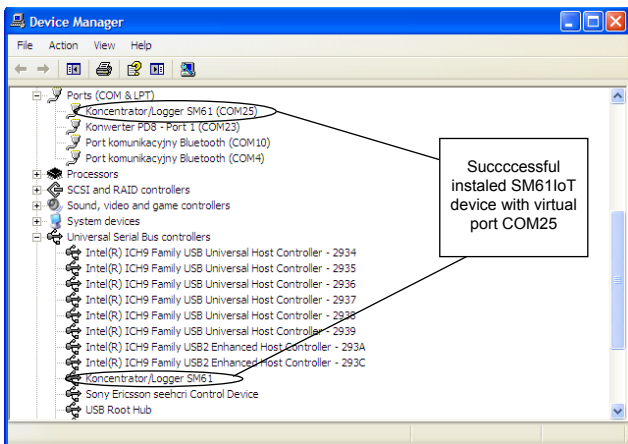 Device Manager
File Action View Help
Ports (COM & LPT)
Koncentrator/Logger SM61 (COM25)
Konwerter PD8 - Port 1 (COM23)
Port komunikacyjny Bluetooth (COM10)
Port komunikacyjny Bluetooth (COM4)
Processors
SCSI and RAID controllers
Sound, video and game controllers
System devices
Universal Serial Bus controllers
Intel(R) ICH9 Family USB Universal Host Controller - 2934
Intel(R) ICH9 Family USB Universal Host Controller - 2935
Intel(R) ICH9 Family USB Universal Host Controller - 2936
Intel(R) ICH9 Family USB Universal Host Controller - 2937
Intel(R) ICH9 Family USB Universal Host Controller - 2938
Intel(R) ICH9 Family USB Universal Host Controller - 2939
Intel(R) ICH9 Family USB2 Enhanced Host Controller - 293A
Intel(R) ICH9 Family USB2 Enhanced Host Controller - 293C
Koncentrator/Logger SM61
Sony Ericsson seehcri Control Device
USB Root Hub
Succccessful
instaled SM61IoT
device with virtual
port COM25